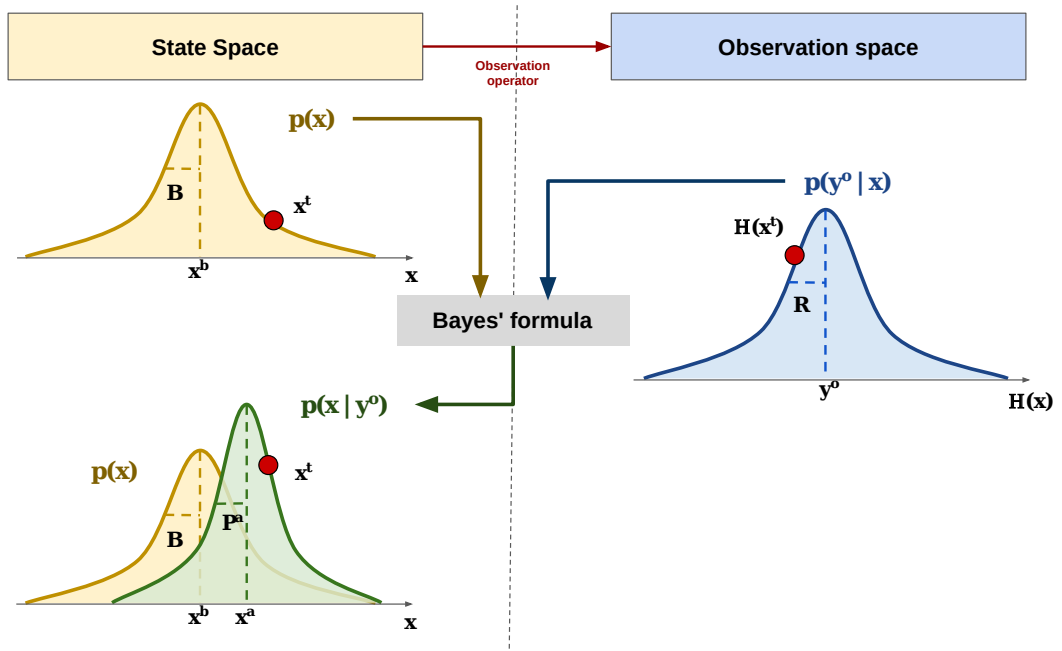 State Space
Observation space
Observation
operator
p(x)
B
xᵗ
xᵇ
x
p(yᵒ | x)
H(xᵗ)
R
yᵒ
H(x)
Bayes' formula
p(x | yᵒ)
p(x)
xᵗ
B
Pᵃ
xᵇ
xᵃ
x